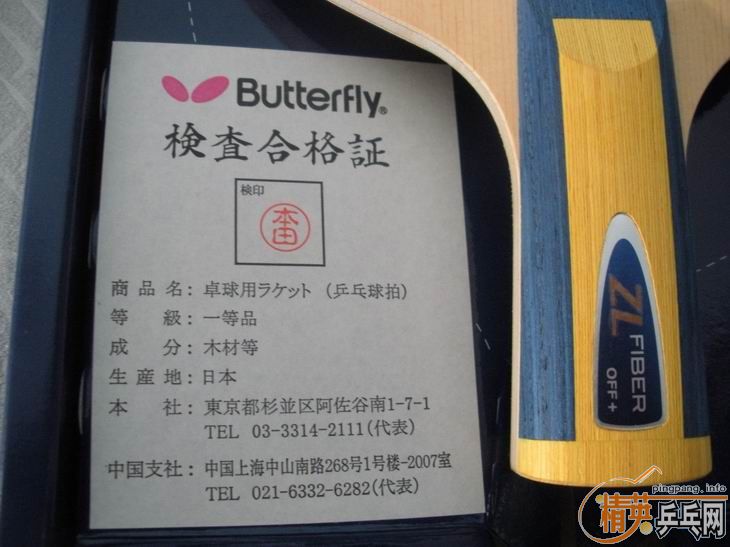 Butterfly®
検査合格証
検印
本田
商品名：卓球用ラケット（乒乓球拍）
等　級：一等品
成　分：木材等
生産地：日本
本　社：東京都杉並区阿佐谷南1-7-1
TEL 03-3314-2111(代表)
中国支社：中国上海中山南路268号1号楼-2007室
TEL 021-6332-6282(代表)
ZL FIBER
OFF+
pingpang.info
精英乒乓网